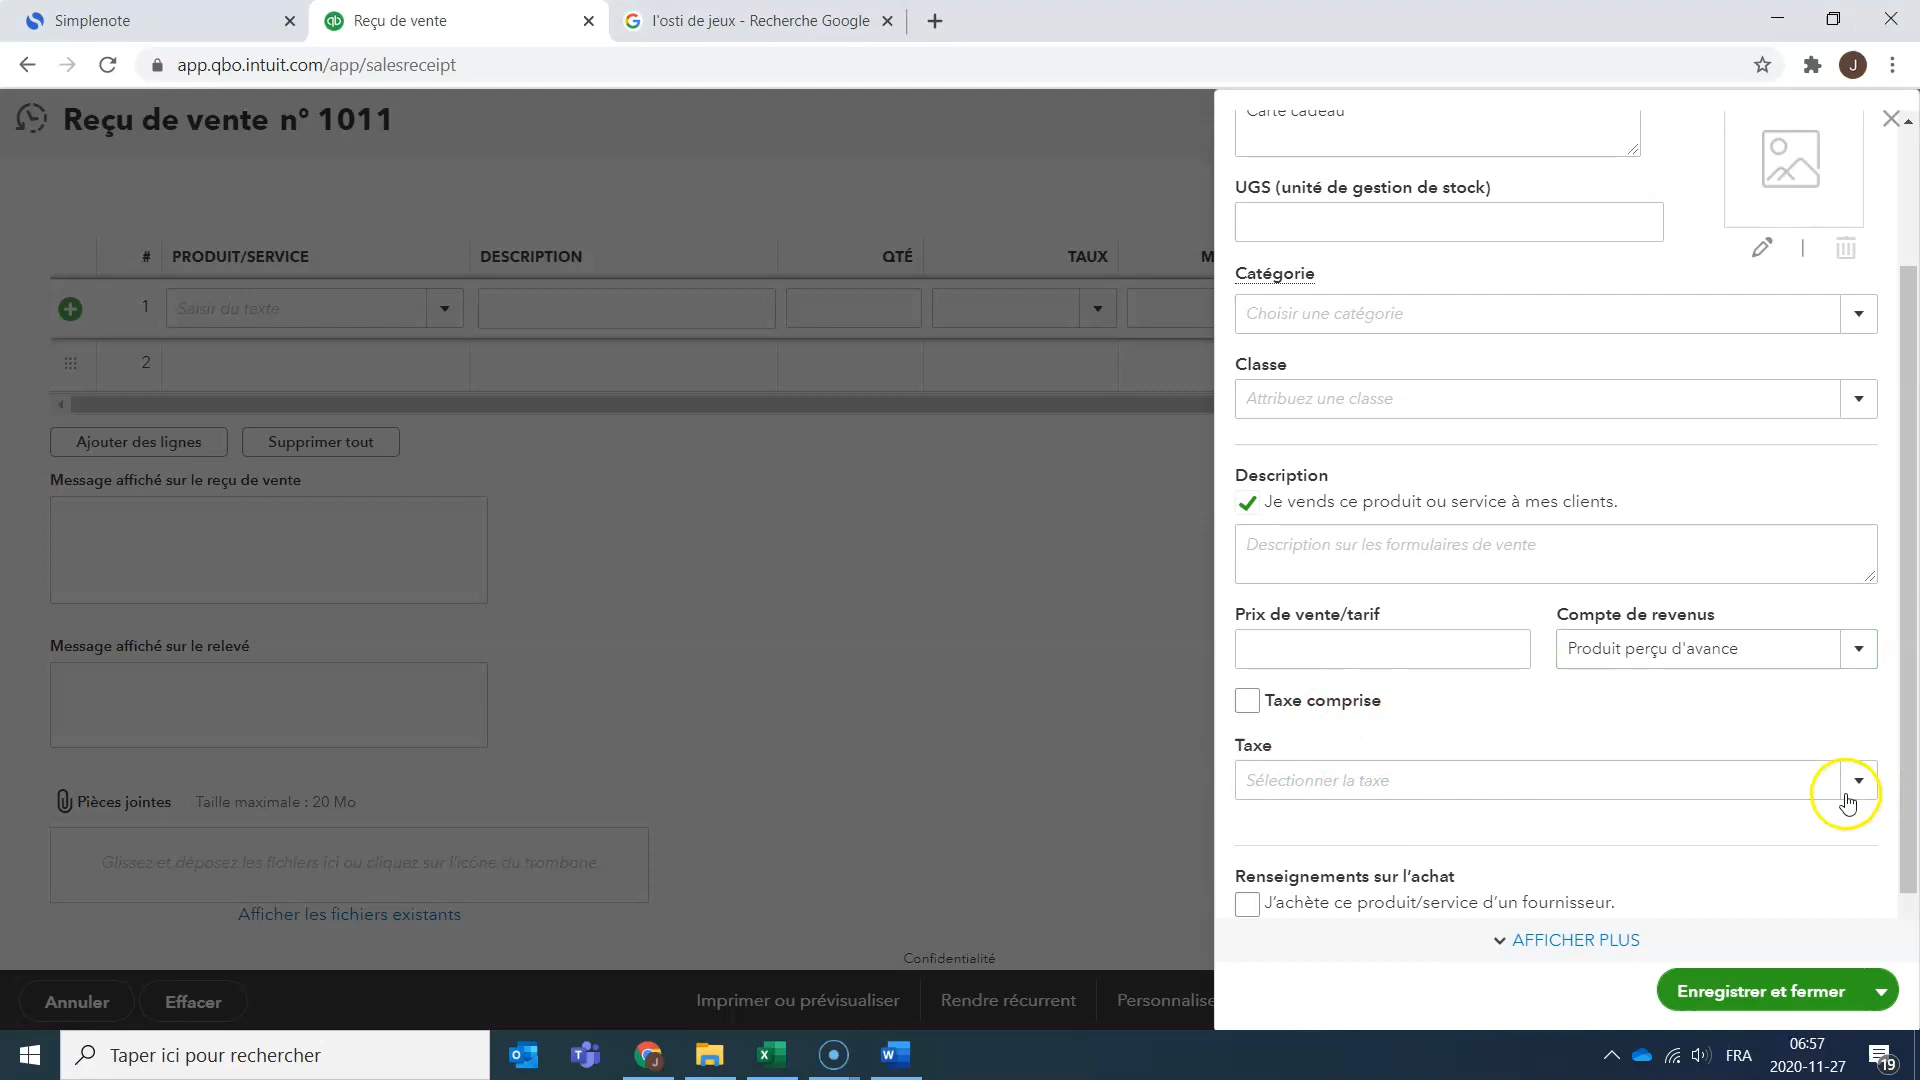 Simplenote
Reçu de vente
l'osti de jeux - Recherche Google
app.qbo.intuit.com/app/salesreceipt
J
Reçu de vente n° 1011
# PRODUIT/SERVICE DESCRIPTION QTÉ TAUX M
1 Saisir du texte
2
Ajouter des lignes Supprimer tout
Message affiché sur le reçu de vente
Message affiché sur le relevé
Pièces jointes Taille maximale : 20 Mo
Glissez et déposez les fichiers ici ou cliquez sur l'icône du trombone
Afficher les fichiers existants
Confidentialité
Annuler Effacer Imprimer ou prévisualiser Rendre récurrent Personnalise
Carte cadeau
UGS (unité de gestion de stock)
Catégorie
Choisir une catégorie
Classe
Attribuez une classe
Description
Je vends ce produit ou service à mes clients.
Description sur les formulaires de vente
Prix de vente/tarif Compte de revenus
Produit perçu d'avance
Taxe comprise
Taxe
Sélectionner la taxe
Renseignements sur l'achat
J'achète ce produit/service d'un fournisseur.
AFFICHER PLUS
Enregistrer et fermer
Taper ici pour rechercher
FRA
06:57
2020-11-27
19